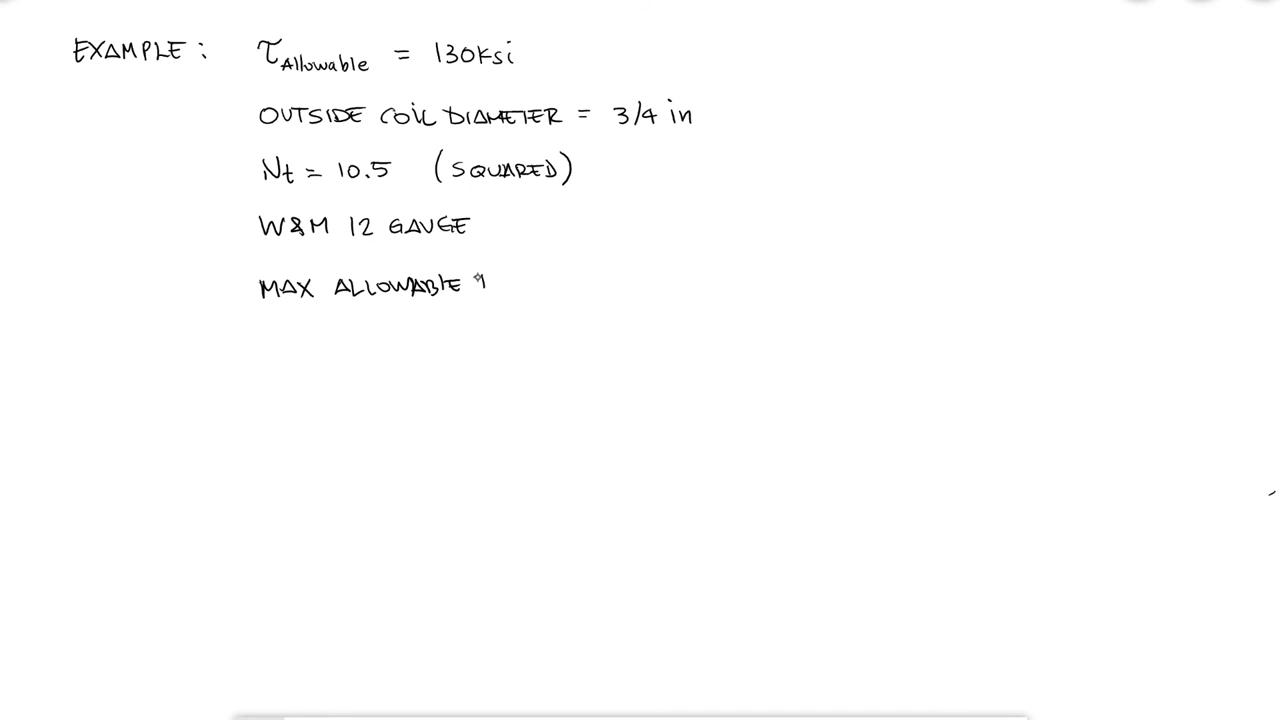 EXAMPLE: τAllowable = 130ksi
OUTSIDE COIL DIAMETER = 3/4 in
Nt = 10.5 (SQUARED)
W&M 12 GAUGE
MAX ALLOWABLE